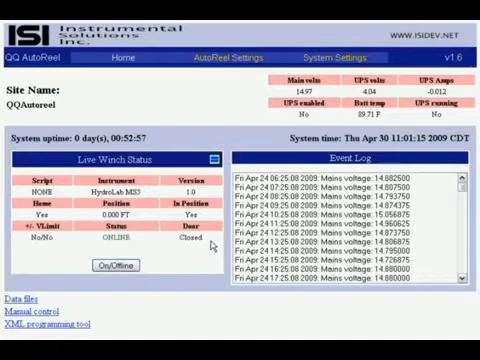 ISI Instrumental Solutions Inc.
WWW.ISIDEV.NET
QQ AutoReel Home AutoReel Settings System Settings v1.6
Site Name:
QQAutoreel
Main volts UPS volts UPS Amps
14.97 4.04 -0.012
UPS enabled Batt temp UPS running
No 89.71 F No
System uptime: 0 day(s), 00:52:57
System time: Thu Apr 30 11:01:15 2009 CDT
Live Winch Status
Script Instrument Version
NONE HydroLab MS5 1.0
Home Position In Position
Yes 0.000 FT Yes
+/- VLimit Status Door
No/No ONLINE Closed
On/Offline
Event Log
Fri Apr 24 06:25:08 2009: Mains voltage: 14.882500
Fri Apr 24 07:25:08 2009: Mains voltage: 14.807500
Fri Apr 24 08:25:08 2009: Mains voltage: 14.793750
Fri Apr 24 09:25:08 2009: Mains voltage: 14.874375
Fri Apr 24 10:25:08 2009: Mains voltage: 15.056875
Fri Apr 24 11:25:08 2009: Mains voltage: 14.960625
Fri Apr 24 12:25:08 2009: Mains voltage: 14.873750
Fri Apr 24 13:25:08 2009: Mains voltage: 14.806875
Fri Apr 24 14:25:08 2009: Mains voltage: 14.881250
Fri Apr 24 15:25:08 2009: Mains voltage: 14.726875
Fri Apr 24 16:25:08 2009: Mains voltage: 14.880000
Fri Apr 24 17:25:08 2009: Mains voltage: 14.880000
Data files
Manual control
XML programming tool